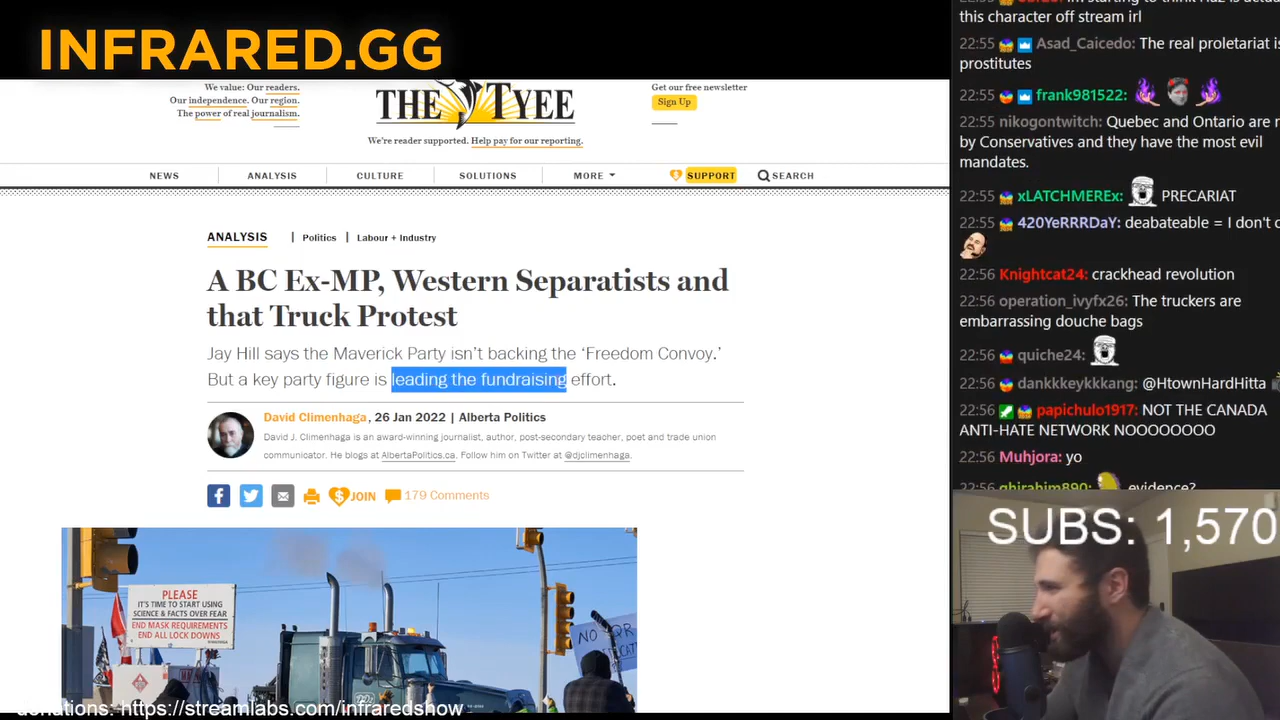 INFRARED.GG
We value: Our readers.
Our independence. Our region.
The power of real journalism.
THE TYEE
We're reader supported. Help pay for our reporting.
Get our free newsletter
Sign Up
NEWS
ANALYSIS
CULTURE
SOLUTIONS
MORE
SUPPORT
SEARCH
ANALYSIS | Politics | Labour + Industry
A BC Ex-MP, Western Separatists and
that Truck Protest
Jay Hill says the Maverick Party isn't backing the 'Freedom Convoy.'
But a key party figure is leading the fundraising effort.
David Climenhaga, 26 Jan 2022 | Alberta Politics
David J. Climenhaga is an award-winning journalist, author, post-secondary teacher, poet and trade union
communicator. He blogs at AlbertaPolitics.ca. Follow him on Twitter at @djclimenhaga.
JOIN
179 Comments
PLEASE
IT'S TIME TO START USING
SCIENCE & FACTS OVER FEAR
END MASK REQUIREMENTS
END ALL LOCK DOWNS
NO QR
donations: https://streamlabs.com/infraredshow
this character off stream irl
22:55 Asad_Caicedo: The real proletariat is
prostitutes
22:55 frank981522:
22:55 nikogontwitch: Quebec and Ontario are
by Conservatives and they have the most evil
mandates.
22:55 xLATCHMEREx: PRECARIAT
22:55 420YeRRRDaY: deabateable = I don't
22:56 Knightcat24: crackhead revolution
22:56 operation_ivyfx26: The truckers are
embarrassing douche bags
22:56 quiche24:
22:56 dankkkeykkkang: @HtownHardHitta
22:56 papichulo1917: NOT THE CANADA
ANTI-HATE NETWORK NOOOOOOO
22:56 Muhjora: yo
22:56 ghirahim890: evidence?
SUBS: 1,570